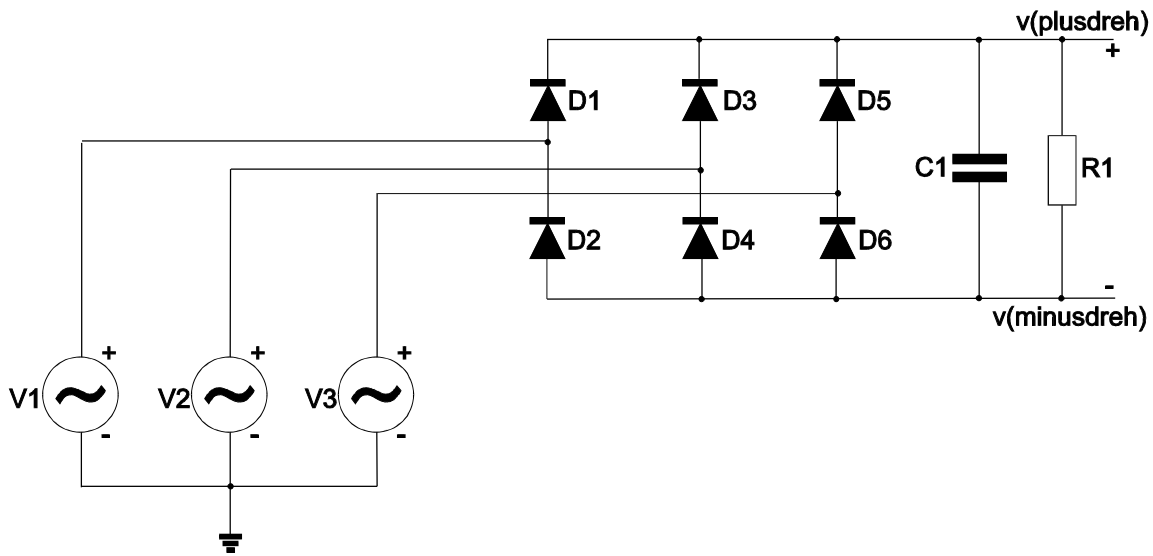 v(plusdreh)
+
D1 D3 D5
C1 R1
D2 D4 D6
-
v(minusdreh)
+ + +
V1 V2 V3
- - -